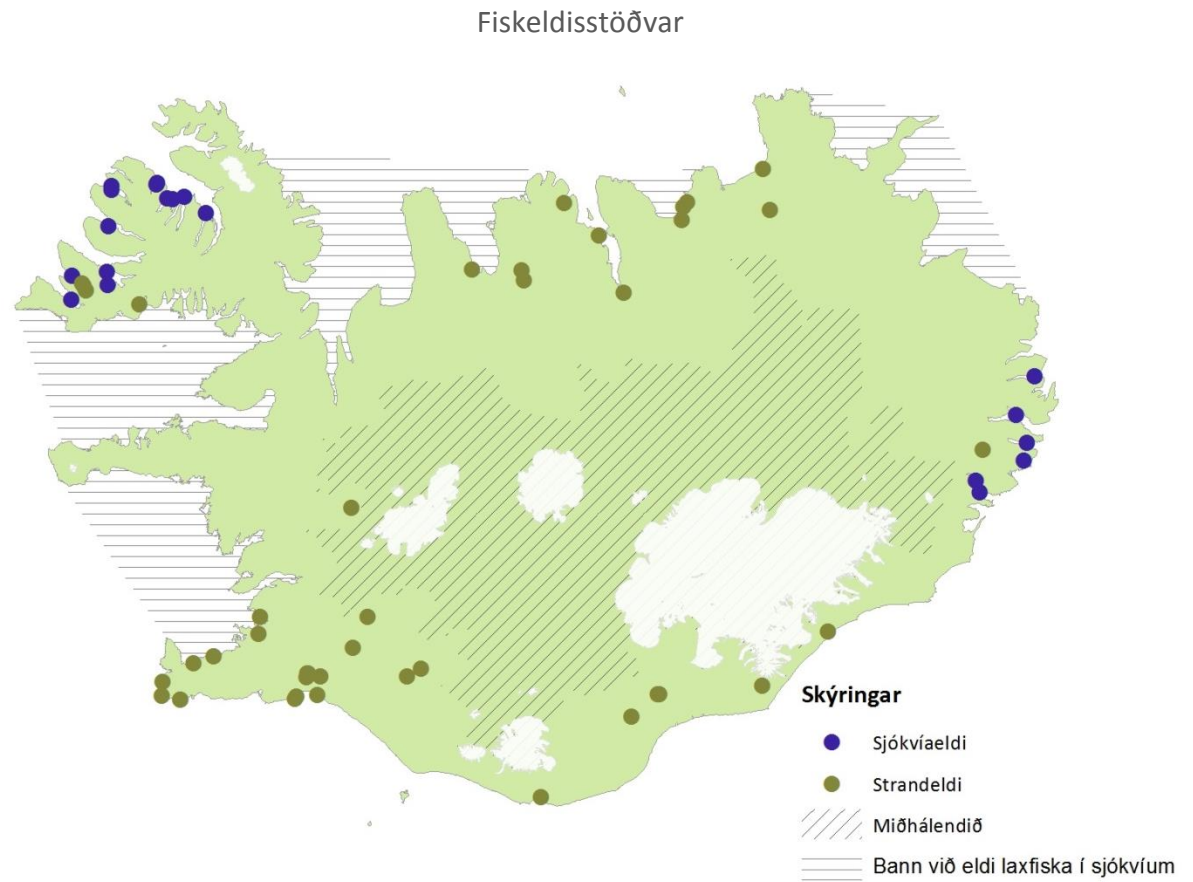 Fiskeldisstöðvar
Skýringar
Sjókvíaeldi
Strandeldi
Miðhálendið
Bann við eldi laxfiska í sjókvíum